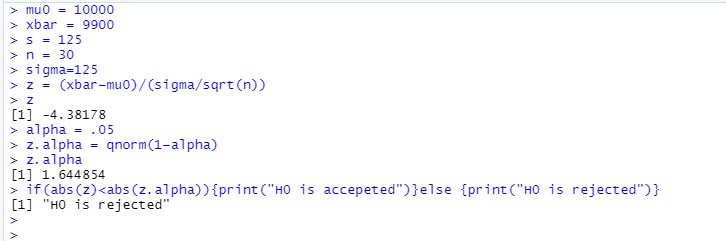 > mu0 = 10000
> xbar = 9900
> s = 125
> n = 30
> sigma=125
> z = (xbar-mu0)/(sigma/sqrt(n))
> z
[1] -4.38178
> alpha = .05
> z.alpha = qnorm(1-alpha)
> z.alpha
[1] 1.644854
> if(abs(z)<abs(z.alpha)){print("H0 is accepeted")}else {print("H0 is rejected")}
[1] "H0 is rejected"
>
>